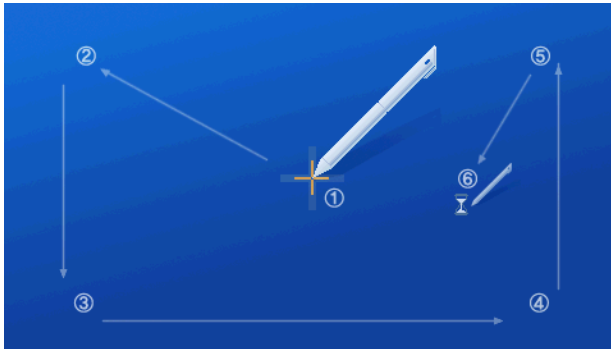 ② ⑤
⑥
①
③ ④